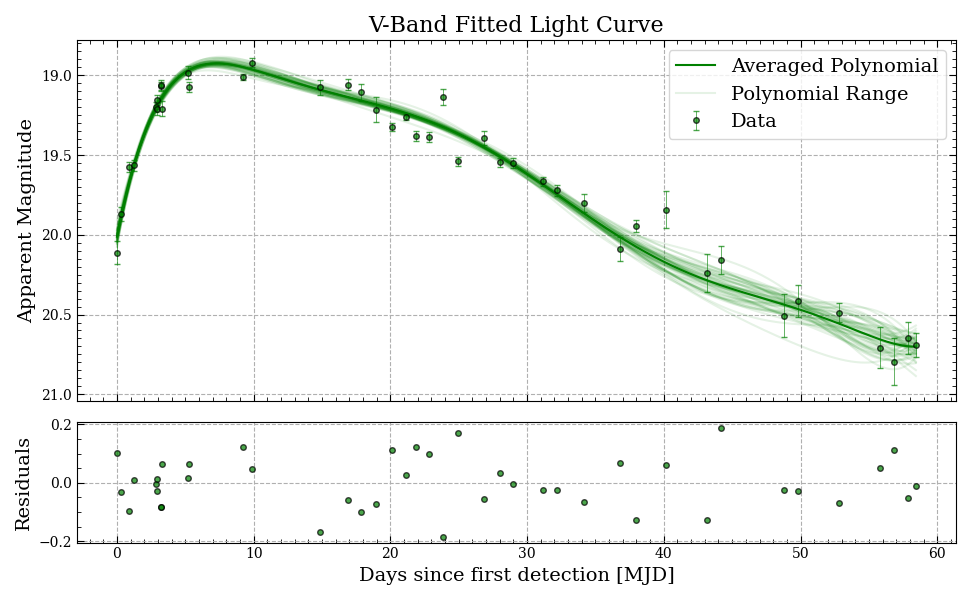 V-Band Fitted Light Curve
Apparent Magnitude
19.0
19.5
20.0
20.5
21.0
Averaged Polynomial
Polynomial Range
Data
Residuals
0.2
0.0
−0.2
0 10 20 30 40 50 60
Days since first detection [MJD]